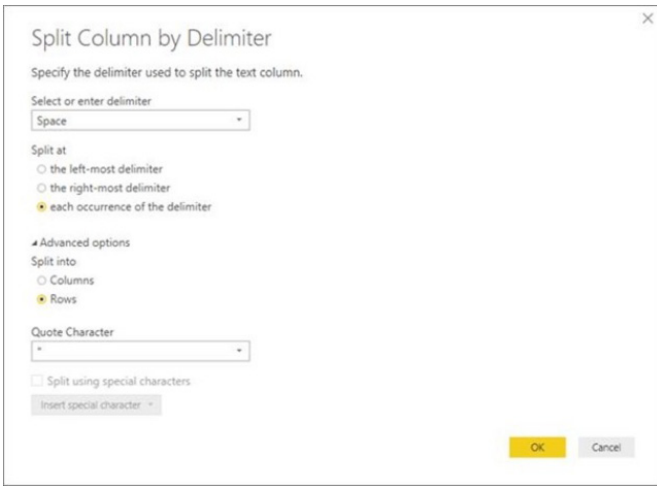 Split Column by Delimiter
Specify the delimiter used to split the text column.
Select or enter delimiter
Space
Split at
the left-most delimiter
the right-most delimiter
each occurrence of the delimiter
Advanced options
Split into
Columns
Rows
Quote Character
"
Split using special characters
Insert special character
OK Cancel